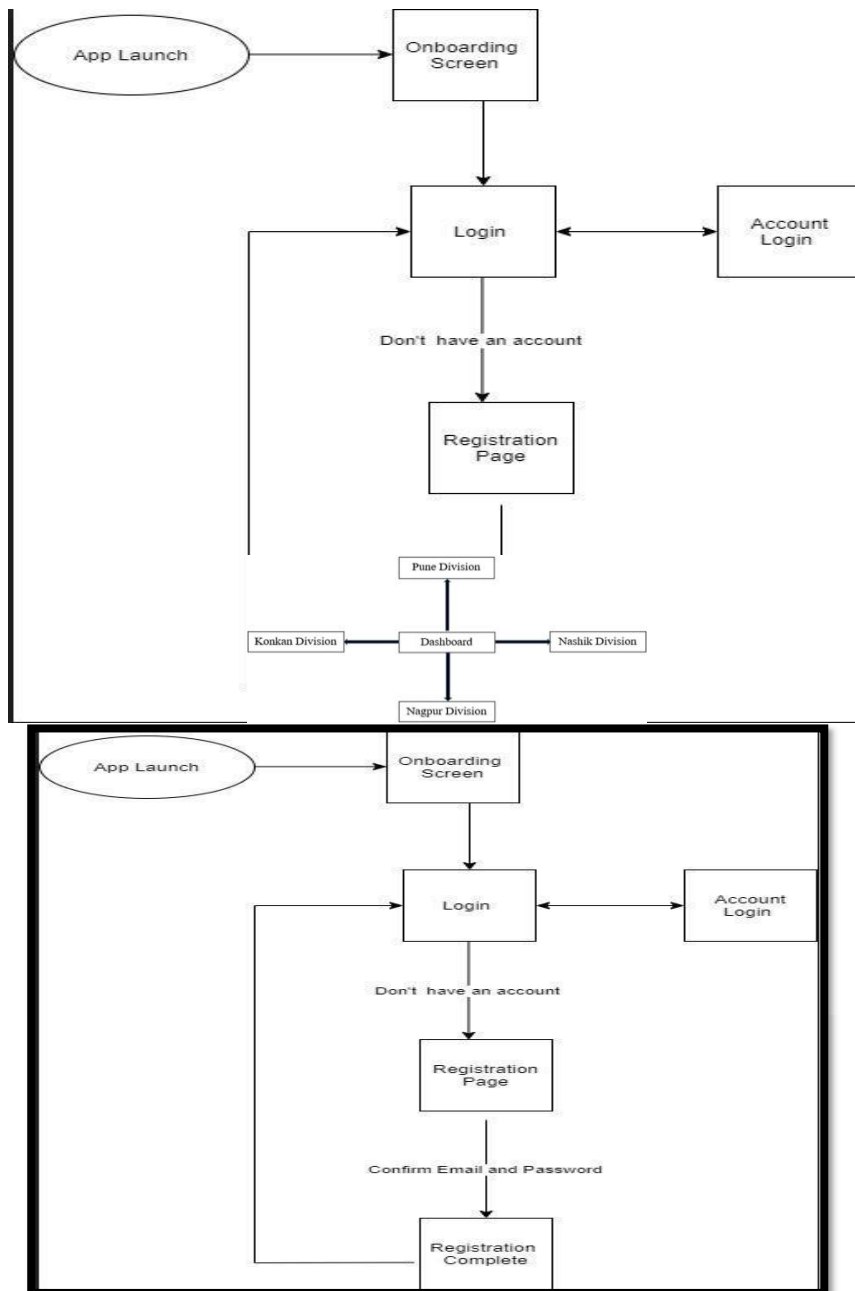 App Launch
Onboarding
Screen
Login
Account
Login
Don't have an account
Registration
Page
Pune Division
Konkan Division
Dashboard
Nashik Division
Nagpur Division
App Launch
Onboarding
Screen
Login
Account
Login
Don't have an account
Registration
Page
Confirm Email and Password
Registration
Complete